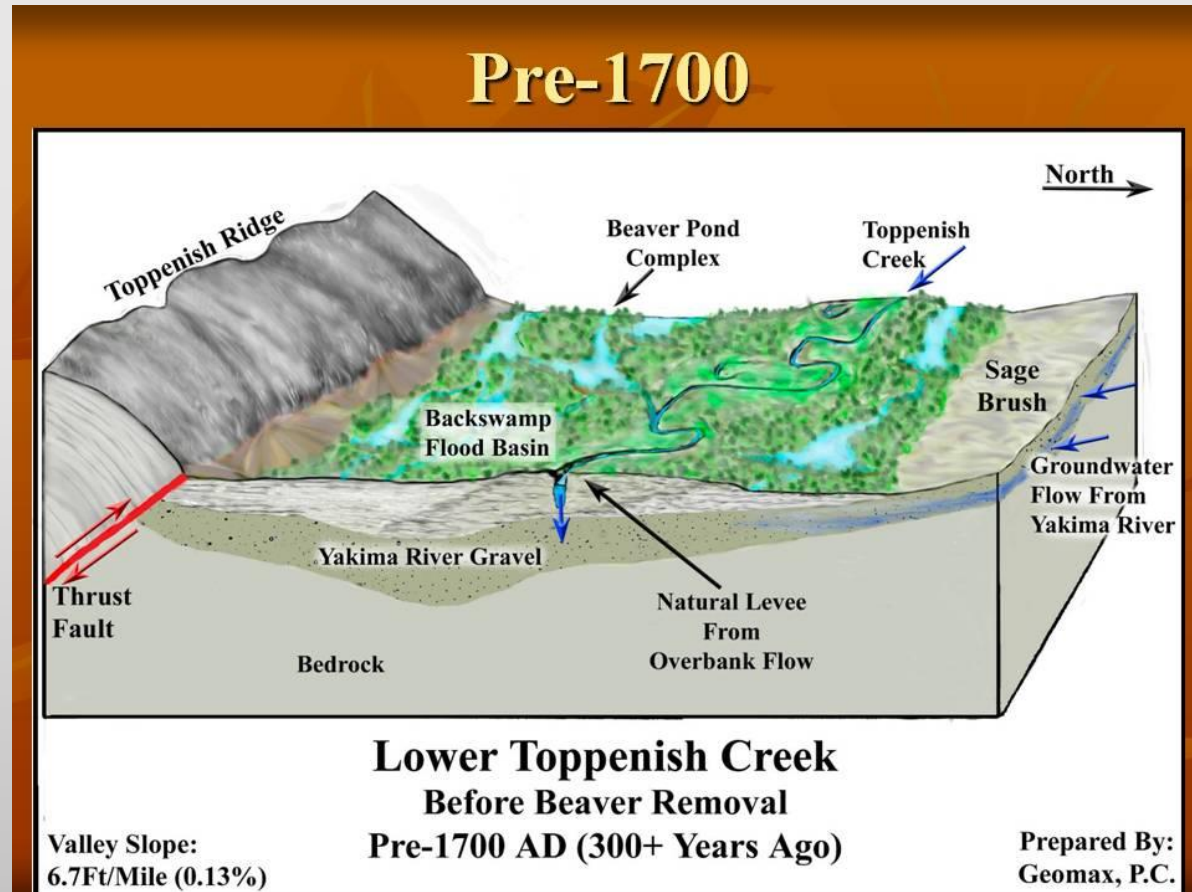 Pre-1700
North
Toppenish Ridge
Beaver Pond
Complex
Toppenish
Creek
Sage
Brush
Backswamp
Flood Basin
Groundwater
Flow From
Yakima River
Yakima River Gravel
Thrust
Fault
Natural Levee
From
Overbank Flow
Bedrock
Lower Toppenish Creek
Before Beaver Removal
Pre-1700 AD (300+ Years Ago)
Valley Slope:
6.7Ft/Mile (0.13%)
Prepared By:
Geomax, P.C.